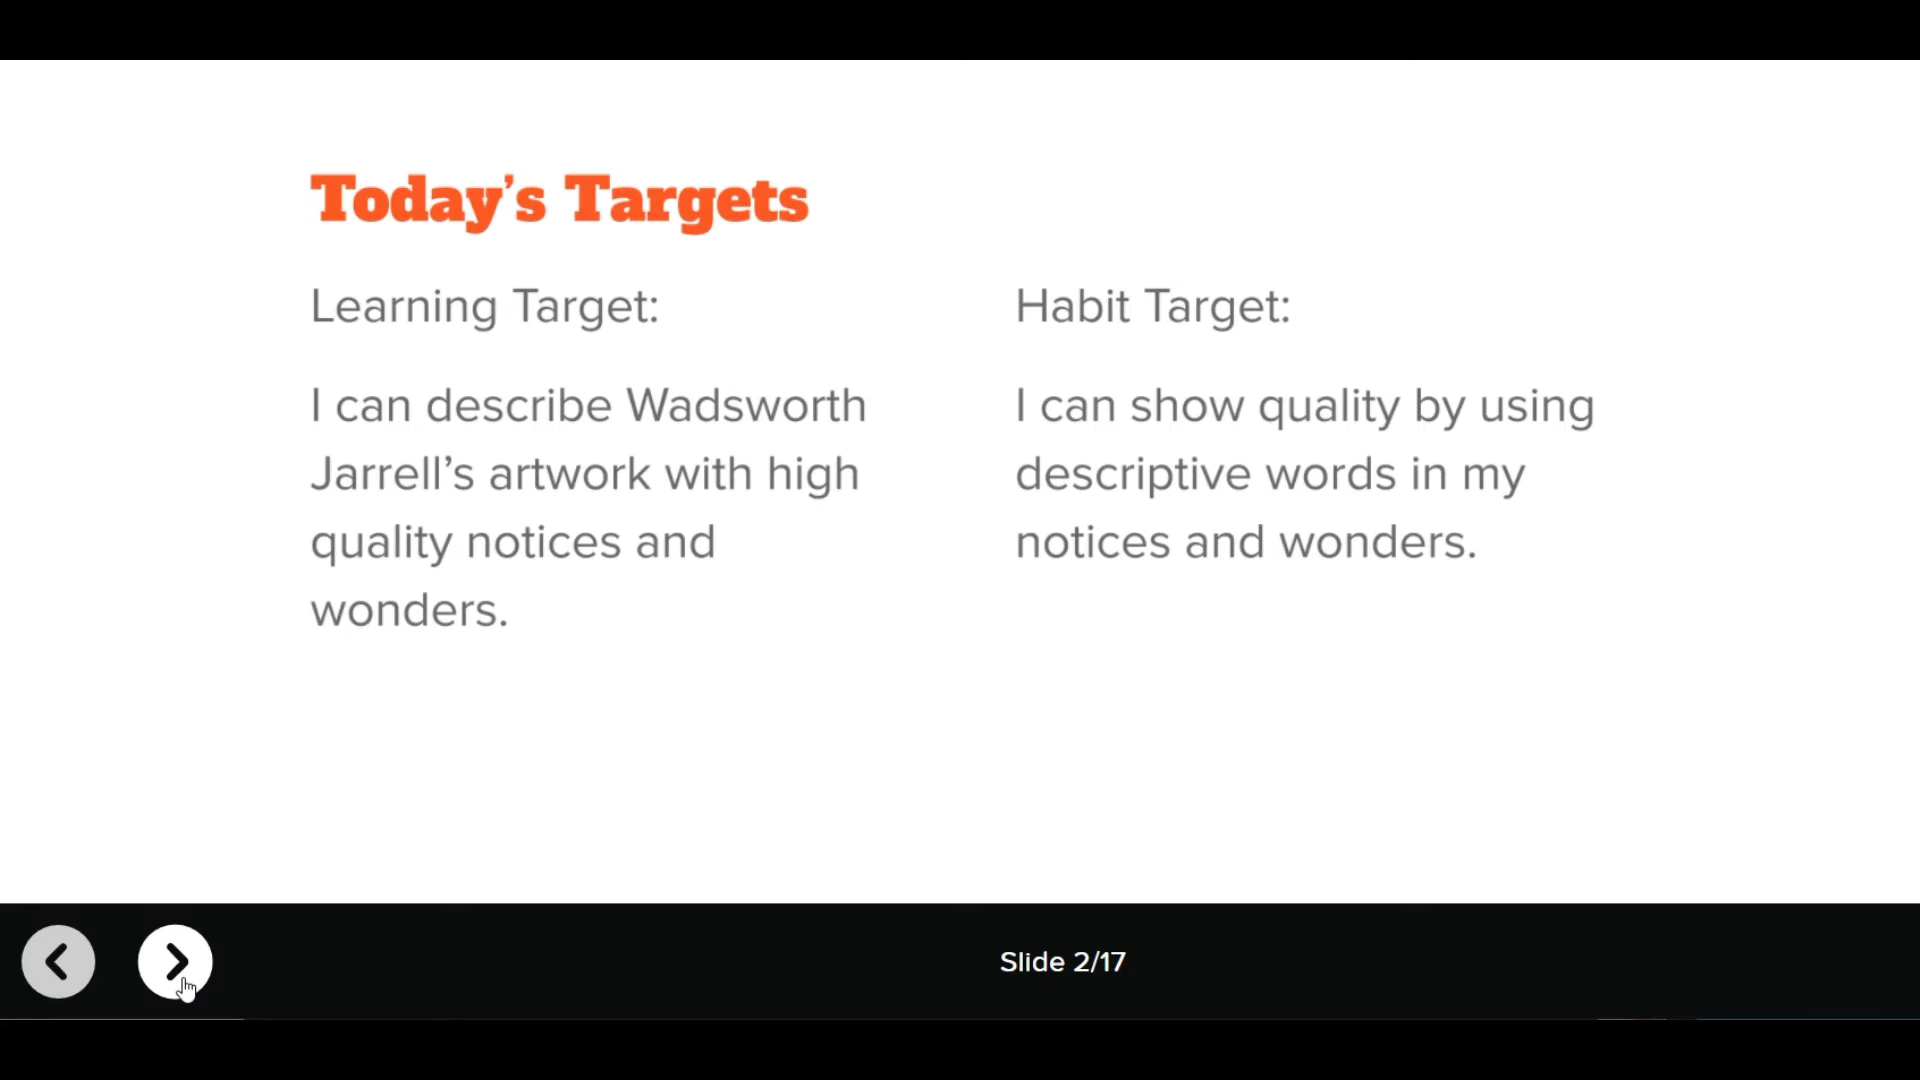 Today’s Targets
Learning Target:
I can describe Wadsworth
Jarrell’s artwork with high
quality notices and
wonders.
Habit Target:
I can show quality by using
descriptive words in my
notices and wonders.
Slide 2/17